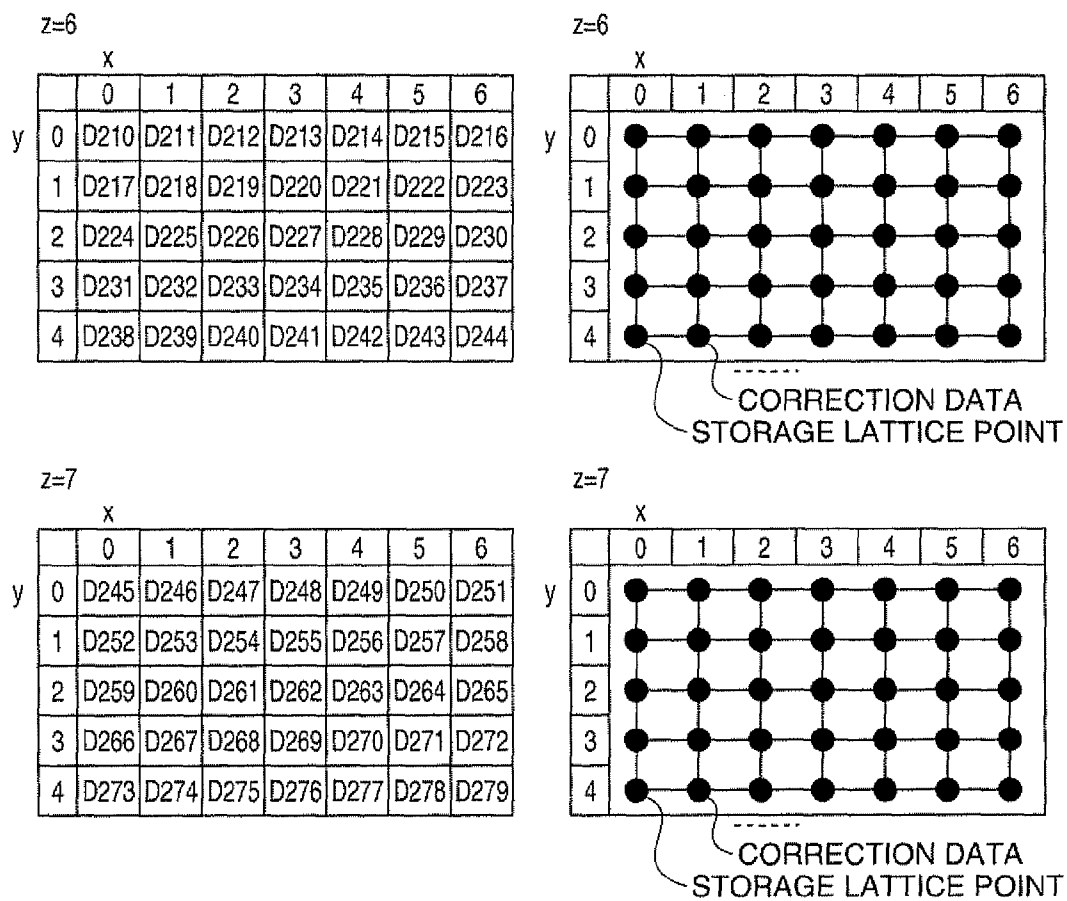 z=6
x
0 1 2 3 4 5 6
y 0 D210 D211 D212 D213 D214 D215 D216
1 D217 D218 D219 D220 D221 D222 D223
2 D224 D225 D226 D227 D228 D229 D230
3 D231 D232 D233 D234 D235 D236 D237
4 D238 D239 D240 D241 D242 D243 D244
z=6
x
0 1 2 3 4 5 6
y 0
1
2
3
4
CORRECTION DATA
STORAGE LATTICE POINT
z=7
x
0 1 2 3 4 5 6
y 0 D245 D246 D247 D248 D249 D250 D251
1 D252 D253 D254 D255 D256 D257 D258
2 D259 D260 D261 D262 D263 D264 D265
3 D266 D267 D268 D269 D270 D271 D272
4 D273 D274 D275 D276 D277 D278 D279
z=7
x
0 1 2 3 4 5 6
y 0
1
2
3
4
CORRECTION DATA
STORAGE LATTICE POINT